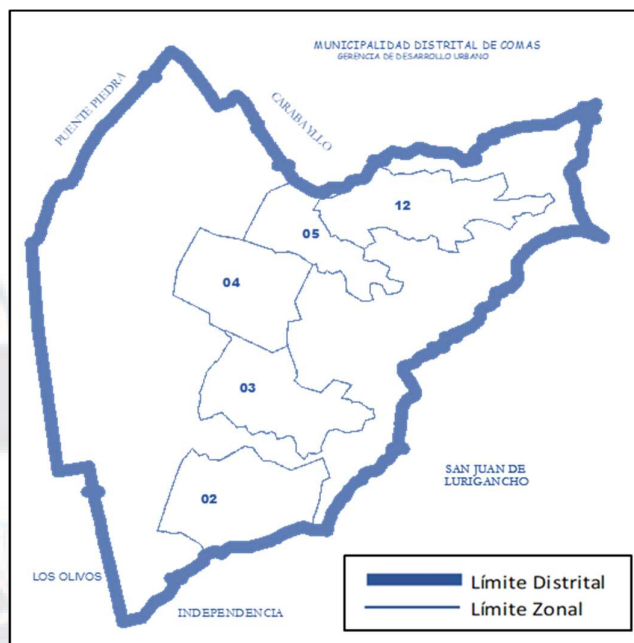 MUNICIPALIDAD DISTRITAL DE COMAS
GERENCIA DE DESARROLLO URBANO
PUENTE PIEDRA
CARABAYLLO
12
05
04
03
02
SAN JUAN DE
LURIGANCHO
LOS OLIVOS
INDEPENDENCIA
Límite Distrital
Límite Zonal